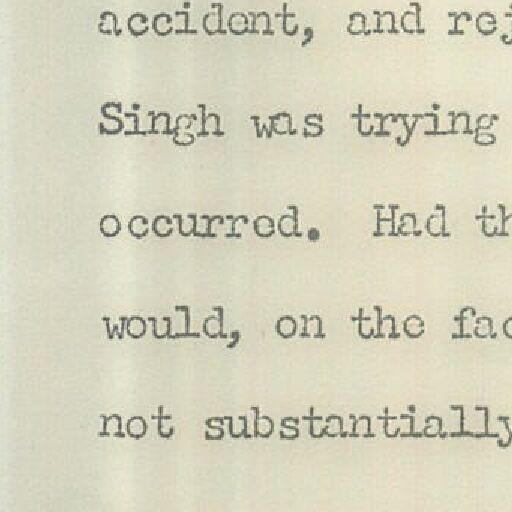 accident, and rej
Singh was trying
occurred. Had th
would, on the fac
not substantially